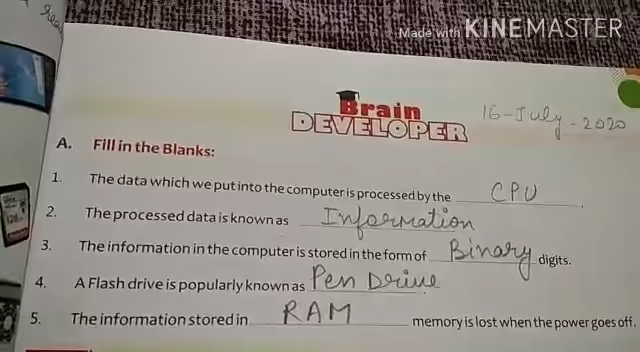 Made with KINEMASTER
Brain
DEVELOPER
16-July-2020
A. Fill in the Blanks:
1. The data which we put into the computer is processed by the CPU.
2. The processed data is known as Information
3. The information in the computer is stored in the form of Binary digits.
4. A Flash drive is popularly known as Pen Drive
5. The information stored in RAM memory is lost when the power goes off.